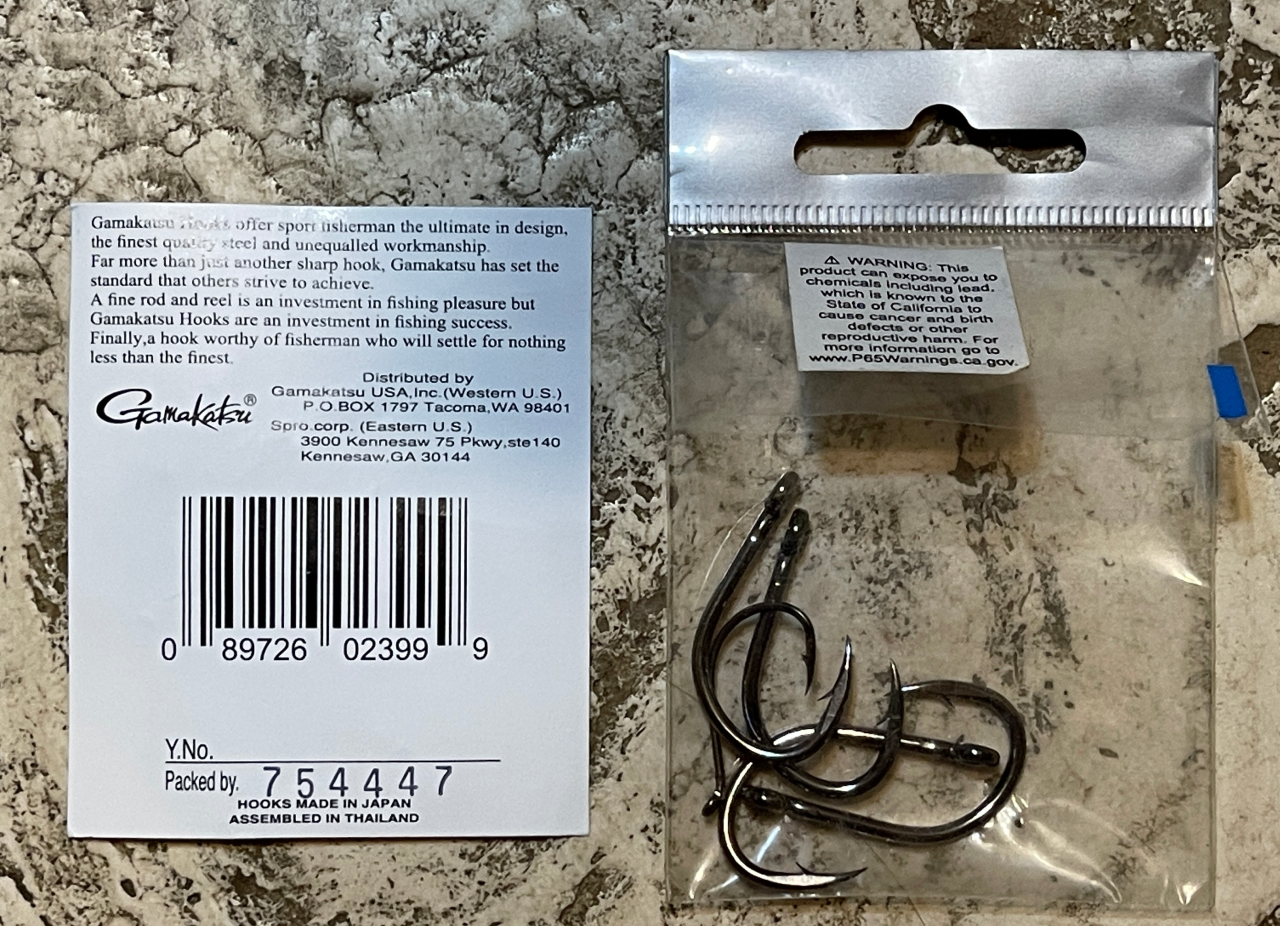 Gamakatsu Hooks offer sport fisherman the ultimate in design,
the finest quality steel and unequalled workmanship.
Far more than just another sharp hook, Gamakatsu has set the
standard that others strive to achieve.
A fine rod and reel is an investment in fishing pleasure but
Gamakatsu Hooks are an investment in fishing success.
Finally,a hook worthy of fisherman who will settle for nothing
less than the finest.
Gamakatsu®
Distributed by
Gamakatsu USA,Inc.(Western U.S.)
P.O.BOX 1797 Tacoma,WA 98401
Spro.corp. (Eastern U.S.)
3900 Kennesaw 75 Pkwy,ste140
Kennesaw,GA 30144
0 89726 02399 9
Y.No.
Packed by. 754447
HOOKS MADE IN JAPAN
ASSEMBLED IN THAILAND
⚠ WARNING: This
product can expose you to
chemicals including lead,
which is known to the
State of California to
cause cancer and birth
defects or other
reproductive harm. For
more information go to
www.P65Warnings.ca.gov.